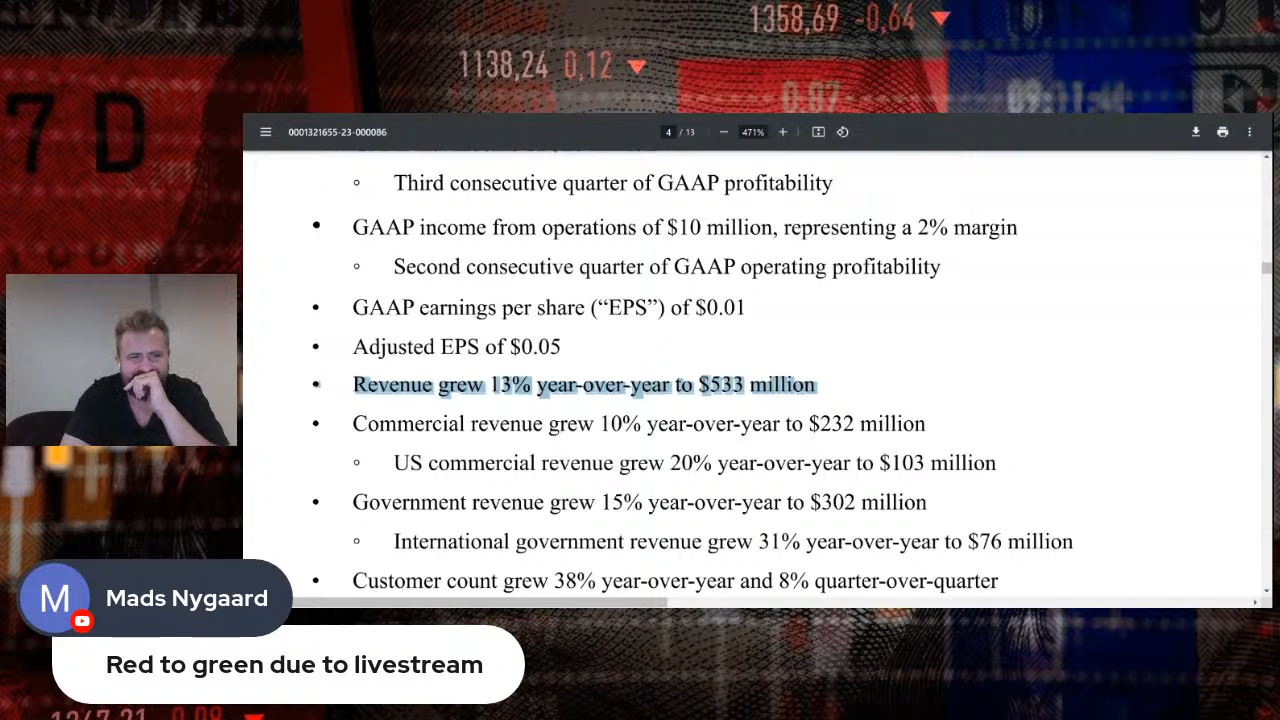 1358,69 -0,64
1138,24 0,12
0.07
7 D
0001321655-23-000086
4 / 13
471%
Third consecutive quarter of GAAP profitability
GAAP income from operations of $10 million, representing a 2% margin
Second consecutive quarter of GAAP operating profitability
GAAP earnings per share (“EPS”) of $0.01
Adjusted EPS of $0.05
Revenue grew 13% year-over-year to $533 million
Commercial revenue grew 10% year-over-year to $232 million
US commercial revenue grew 20% year-over-year to $103 million
Government revenue grew 15% year-over-year to $302 million
International government revenue grew 31% year-over-year to $76 million
Customer count grew 38% year-over-year and 8% quarter-over-quarter
M
Mads Nygaard
Red to green due to livestream